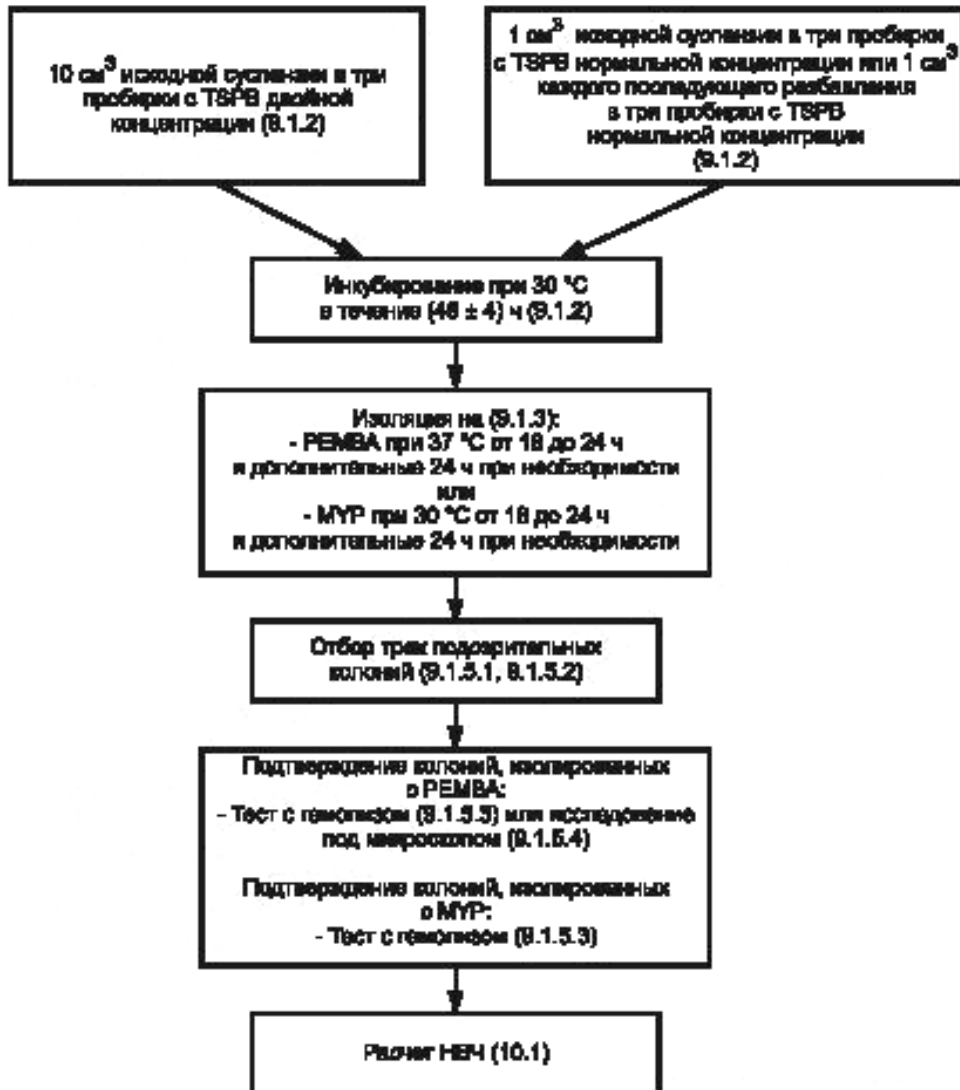 10 см³ исходной суспензии в три
пробирки с TSPB двойной
концентрации (9.1.2)
1 см³ исходной суспензии в три пробирки
с TSPB нормальной концентрации или 1 см³
каждого последующего разбавления
в три пробирки с TSPB
нормальной концентрации
(9.1.2)
Инкубирование при 30 °C
в течение (48 ± 4) ч (9.1.2)
Изоляция на (9.1.3):
- PEMBA при 37 °C от 18 до 24 ч
и дополнительные 24 ч при необходимости
или
- MYP при 30 °C от 18 до 24 ч
и дополнительные 24 ч при необходимости
Отбор трех подозрительных
колоний (9.1.5.1, 9.1.5.2)
Подтверждение колоний, изолированных
с PEMBA:
- Тест с гемолизом (9.1.5.3) или исследование
под микроскопом (9.1.5.4)
Подтверждение колоний, изолированных
с MYP:
- Тест с гемолизом (9.1.5.3)
Расчет НВЧ (10.1)